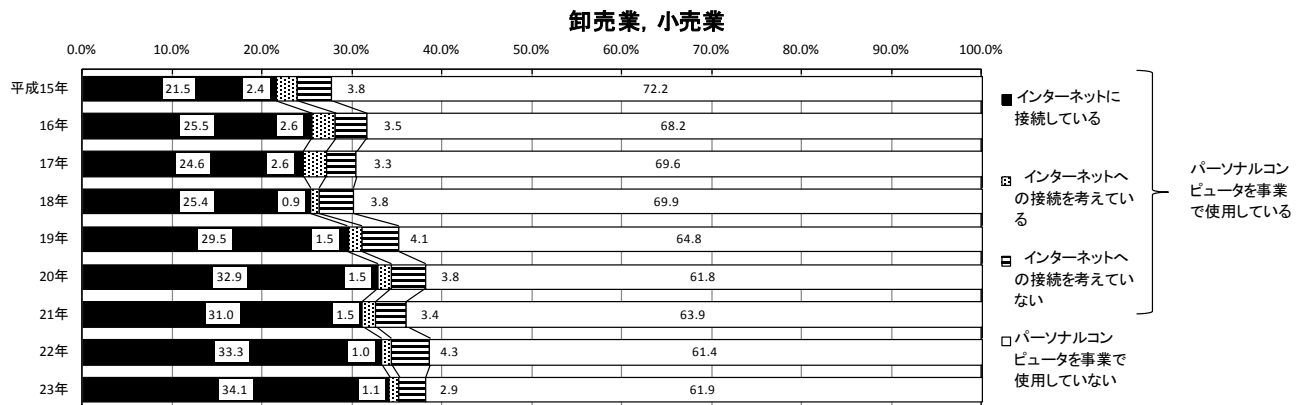 卸売業，小売業
0.0% 10.0% 20.0% 30.0% 40.0% 50.0% 60.0% 70.0% 80.0% 90.0% 100.0%
平成15年 21.5 2.4 3.8 72.2
16年 25.5 2.6 3.5 68.2
17年 24.6 2.6 3.3 69.6
18年 25.4 0.9 3.8 69.9
19年 29.5 1.5 4.1 64.8
20年 32.9 1.5 3.8 61.8
21年 31.0 1.5 3.4 63.9
22年 33.3 1.0 4.3 61.4
23年 34.1 1.1 2.9 61.9
インターネットに
接続している
インターネットへ
の接続を考えてい
る
インターネットへ
の接続を考えてい
ない
パーソナルコン
ピュータを事業で
使用していない
パーソナルコン
ピュータを事業
で使用している